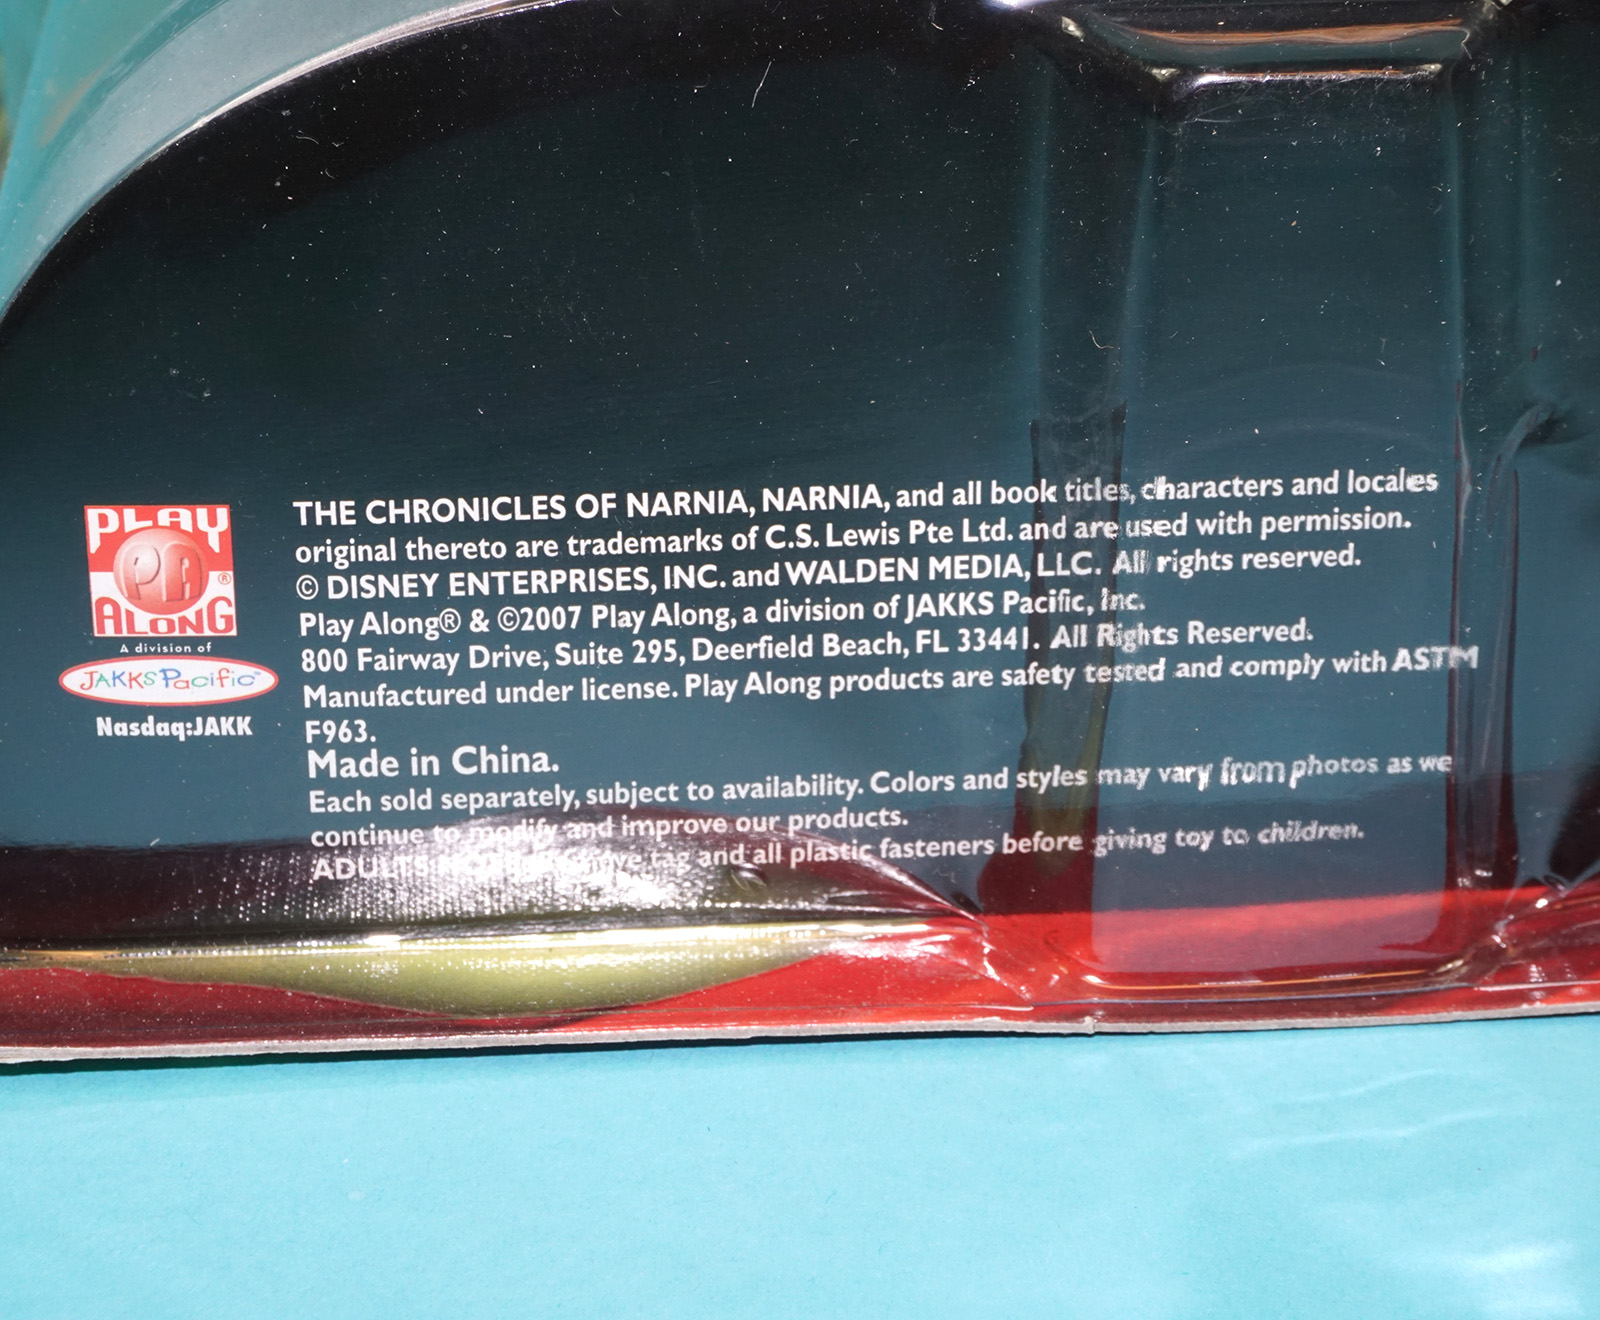 PLAY
PA
ALONG®
A division of
JAKKS Pacific™
Nasdaq:JAKK
THE CHRONICLES OF NARNIA, NARNIA, and all book titles, characters and locales
original thereto are trademarks of C.S. Lewis Pte Ltd. and are used with permission.
© DISNEY ENTERPRISES, INC. and WALDEN MEDIA, LLC. All rights reserved.
Play Along® & ©2007 Play Along, a division of JAKKS Pacific, Inc.
800 Fairway Drive, Suite 295, Deerfield Beach, FL 33441. All Rights Reserved.
Manufactured under license. Play Along products are safety tested and comply with ASTM
F963.
Made in China.
Each sold separately, subject to availability. Colors and styles may vary from photos as we
continue to modify and improve our products.
ADULTS tag and all plastic fasteners before giving toy to children.